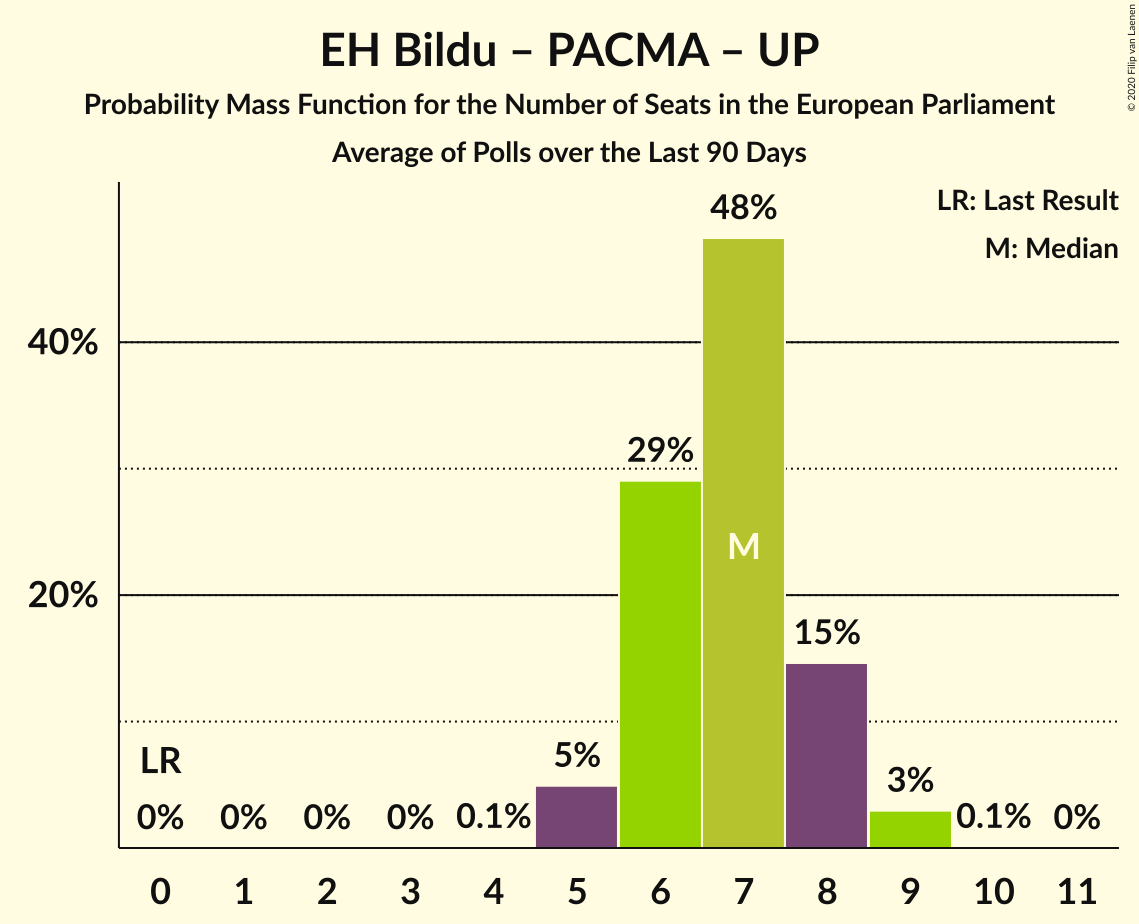 EH Bildu – PACMA – UP
Probability Mass Function for the Number of Seats in the European Parliament
Average of Polls over the Last 90 Days
© 2020 Filip van Laenen
LR: Last Result
M: Median
48%
40%
29%
M
20%
15%
LR
5%
3%
0% 0% 0% 0% 0.1% 0.1% 0%
0 1 2 3 4 5 6 7 8 9 10 11